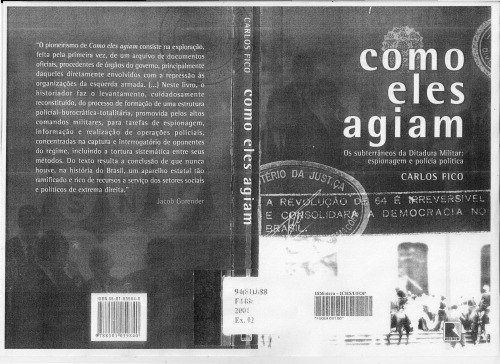 "O pioneirismo de Como eles agiam consiste na exploração,
feita pela primeira vez, de um arquivo de documentos
oficiais, procedentes de órgãos do governo, principalmente
daqueles diretamente envolvidos com a repressão às
organizações da esquerda armada. [...] Neste livro, o
historiador faz o levantamento, cuidadosamente
reconstituído, do processo de formação de uma estrutura
policial-burocrática-totalitária, promovida pelos altos
comandos militares, para tarefas de espionagem,
informação e realização de operações policiais,
concentradas na captura e interrogatório de oponentes
do regime, incluindo a tortura sistemática entre seus
métodos. Do texto resulta a conclusão de que nunca
houve, na história do Brasil, um aparelho estatal tão
ramificado e rico de recursos a serviço dos setores sociais
e políticos de extrema direita."
Jacob Gorender
CARLOS FICO
como eles agiam
94(81).088
2001
Ex. 02
como
eles
agiam
Os subterrâneos da Ditadura Militar:
espionagem e polícia política
CARLOS FICO
MINISTÉRIO DA JUSTIÇA
A REVOLUÇÃO DE 64 É IRREVERSÍVEL
E CONSOLIDARÁ A DEMOCRACIA NO
BRASIL.
R